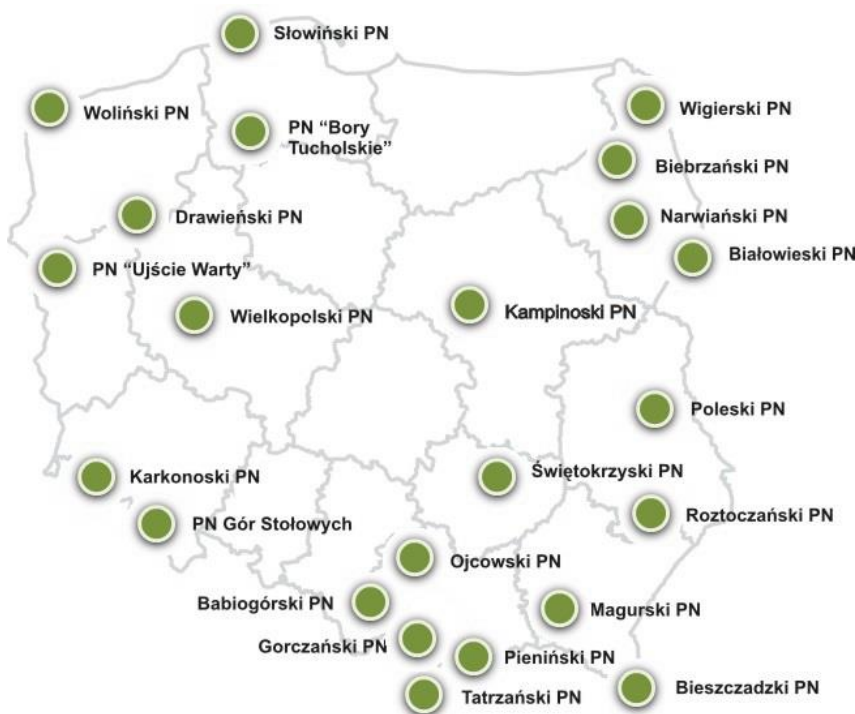 Słowiński PN
Woliński PN
Wigierski PN
PN “Bory
Tucholskie”
Biebrzański PN
Drawieński PN
Narwiański PN
Białowieski PN
PN “Ujście Warty”
Wielkopolski PN
Kampinoski PN
Poleski PN
Karkonoski PN
Świętokrzyski PN
PN Gór Stołowych
Roztoczański PN
Ojcowski PN
Babiogórski PN
Magurski PN
Gorczański PN
Pieniński PN
Tatrzański PN
Bieszczadzki PN